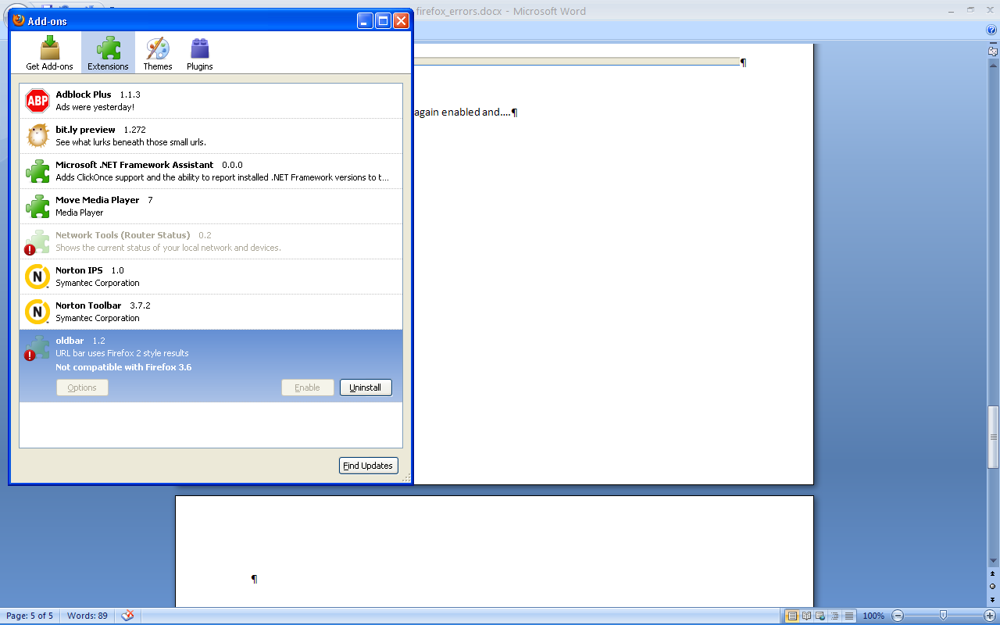 firefox_errors.docx - Microsoft Word
Add-ons
Get Add-ons Extensions Themes Plugins
ABP
Adblock Plus 1.1.3
Ads were yesterday!
bit.ly preview 1.272
See what lurks beneath those small urls.
Microsoft .NET Framework Assistant 0.0.0
Adds ClickOnce support and the ability to report installed .NET Framework versions to t...
Move Media Player 7
Media Player
Network Tools (Router Status) 0.2
Shows the current status of your local network and devices.
N
Norton IPS 1.0
Symantec Corporation
N
Norton Toolbar 3.7.2
Symantec Corporation
oldbar 1.2
URL bar uses Firefox 2 style results
Not compatible with Firefox 3.6
Options Enable Uninstall
Find Updates
¶
again enabled and....¶
¶
Page: 5 of 5 Words: 89 100%